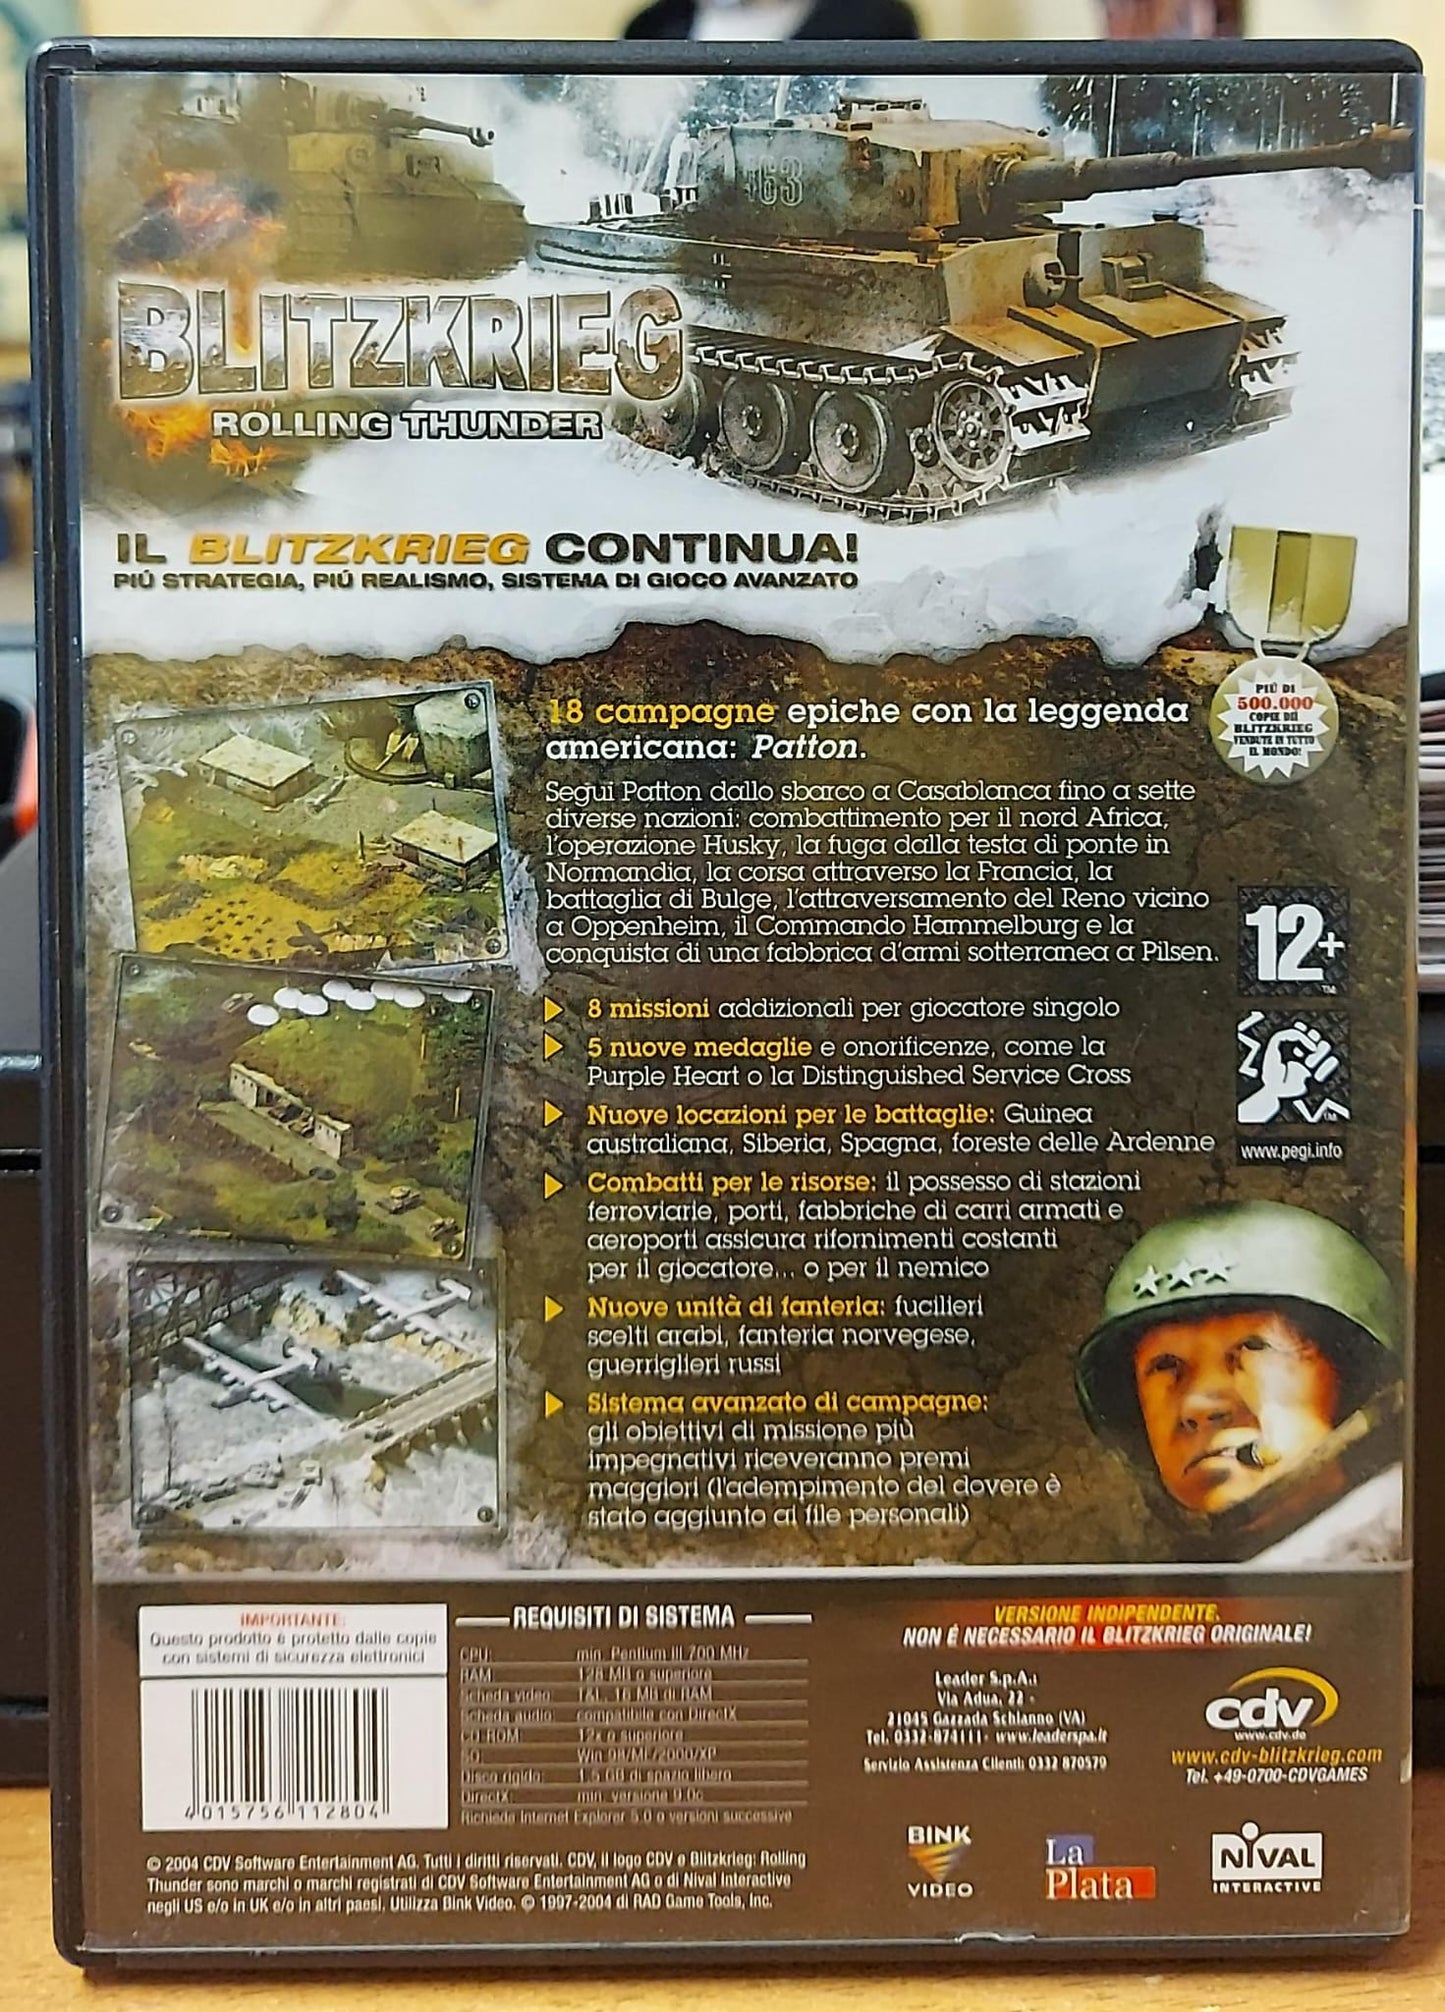 BLITZKRIEG
ROLLING THUNDER
IL BLITZKRIEG CONTINUA!
PIÚ STRATEGIA, PIÚ REALISMO, SISTEMA DI GIOCO AVANZATO
PIÙ DI
500.000
COPIE DI
BLITZKRIEG
VENDUTE IN TUTTO
IL MONDO!
18 campagne epiche con la leggenda
americana: Patton.
Segui Patton dallo sbarco a Casablanca fino a sette
diverse nazioni: combattimento per il nord Africa,
l'operazione Husky, la fuga dalla testa di ponte in
Normandia, la corsa attraverso la Francia, la
battaglia di Bulge, l'attraversamento del Reno vicino
a Oppenheim, il Commando Hammelburg e la
conquista di una fabbrica d'armi sotterranea a Pilsen.
8 missioni addizionali per giocatore singolo
5 nuove medaglie e onorificenze, come la
Purple Heart o la Distinguished Service Cross
Nuove locazioni per le battaglie: Guinea
australiana, Siberia, Spagna, foreste delle Ardenne
Combatti per le risorse: il possesso di stazioni
ferroviarie, porti, fabbriche di carri armati e
aeroporti assicura rifornimenti costanti
per il giocatore... o per il nemico
Nuove unità di fanteria: fucilieri
scelti arabi, fanteria norvegese,
guerriglieri russi
Sistema avanzato di campagne:
gli obiettivi di missione più
impegnativi riceveranno premi
maggiori (l'adempimento del dovere è
stato aggiunto ai file personali)
12+
™
www.pegi.info
IMPORTANTE:
Questo prodotto è protetto dalle copie
con sistemi di sicurezza elettronici
4 015756 112804
REQUISITI DI SISTEMA
CPU: min. Pentium III 700 MHz
RAM: 128 MB o superiore
Scheda video: T&L, 16 MB di RAM
Scheda audio: compatibile con DirectX
CD ROM: 12x o superiore
SO: Win 98/ME/2000/XP
Disco rigido: 1.5 GB di spazio libero
DirectX: min. versione 9.0c
Richiede Internet Explorer 5.0 o versioni successive
VERSIONE INDIPENDENTE.
NON É NECESSARIO IL BLITZKRIEG ORIGINALE!
Leader S.p.A.:
Via Adua, 22 -
21045 Gazzada Schianno (VA)
Tel. 0332-874111- www.leaderspa.it
Servizio Assistenza Clienti: 0332 870579
cdv
www.cdv.de
www.cdv-blitzkrieg.com
Tel. +49-0700-CDVGAMES
© 2004 CDV Software Entertainment AG. Tutti i diritti riservati. CDV, il logo CDV e Blitzkrieg: Rolling
Thunder sono marchi o marchi registrati di CDV Software Entertainment AG o di Nival Interactive
negli US e/o in UK e/o in altri paesi. Utilizza Bink Video. © 1997-2004 di RAD Game Tools, Inc.
BINK
VIDEO
La
Plata
NIVAL
INTERACTIVE